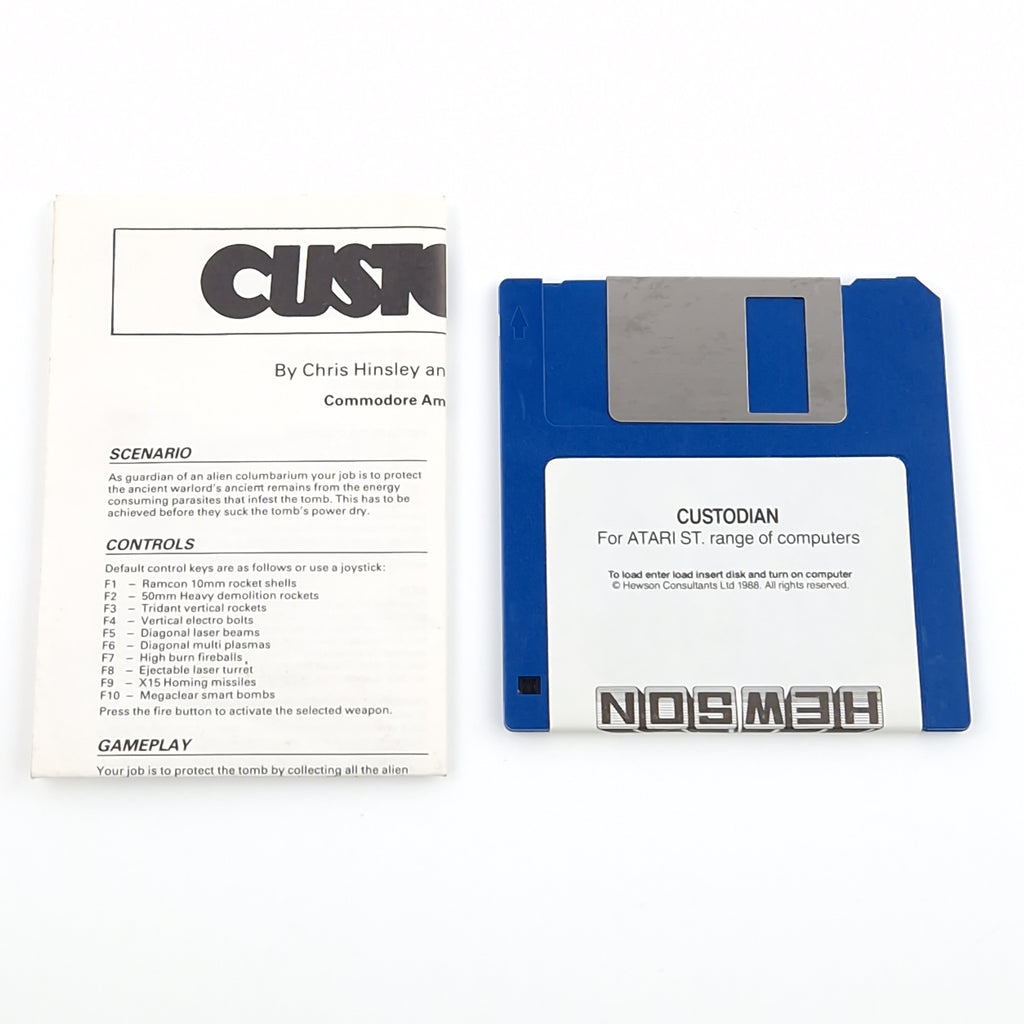 CUSTO
By Chris Hinsley an
Commodore Am
SCENARIO
As guardian of an alien columbarium your job is to protect
the ancient warlord's ancient remains from the energy
consuming parasites that infest the tomb. This has to be
achieved before they suck the tomb's power dry.
CONTROLS
Default control keys are as follows or use a joystick:
F1 – Ramcon 10mm rocket shells
F2 – 50mm Heavy demolition rockets
F3 – Tridant vertical rockets
F4 – Vertical electro bolts
F5 – Diagonal laser beams
F6 – Diagonal multi plasmas
F7 – High burn fireballs
F8 – Ejectable laser turret
F9 – X15 Homing missiles
F10 – Megaclear smart bombs
Press the fire button to activate the selected weapon.
GAMEPLAY
Your job is to protect the tomb by collecting all the alien
CUSTODIAN
For ATARI ST. range of computers
To load enter load insert disk and turn on computer
© Hewson Consultants Ltd 1988. All rights reserved.
HEWSON